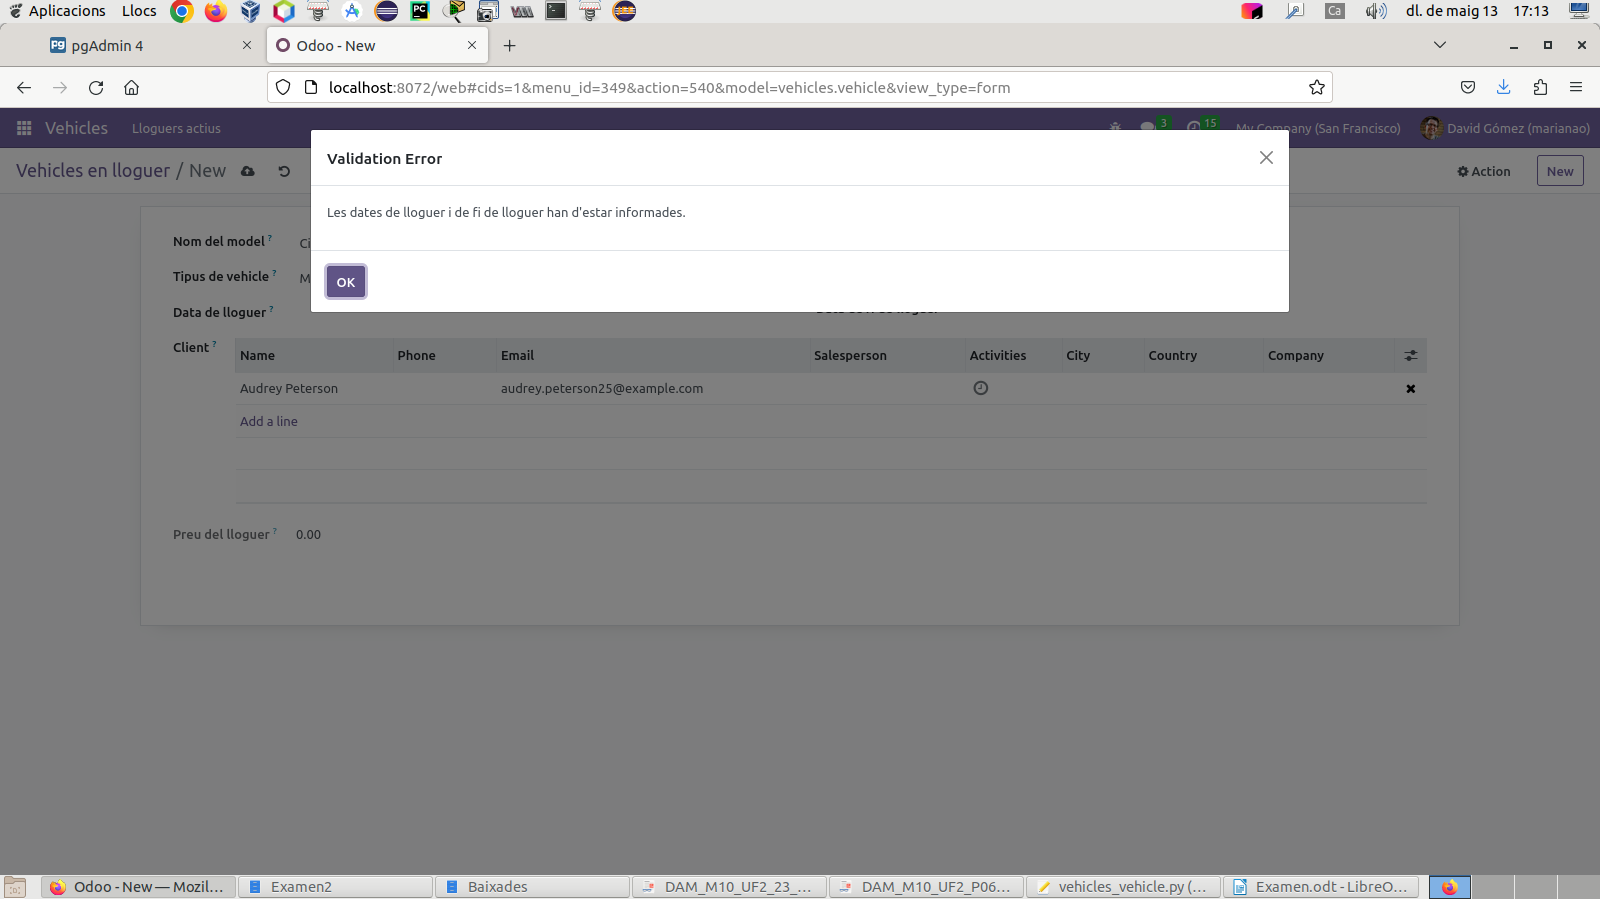 Aplicacions Llocs Ca dl. de maig 13 17:13
pgAdmin 4 Odoo - New
localhost:8072/web#cids=1&menu_id=349&action=540&model=vehicles.vehicle&view_type=form
Vehicles Lloguers actius 3 15 My Company (San Francisco) David Gómez (marianao)
Vehicles en lloguer / New Action New
Validation Error
Les dates de lloguer i de fi de lloguer han d'estar informades.
OK
Nom del model ? Ci
Tipus de vehicle ? M
Data de lloguer ?
Client ? Name Phone Email Salesperson Activities City Country Company
Audrey Peterson audrey.peterson25@example.com
Add a line
Preu del lloguer ? 0.00
Odoo - New — Mozil... Examen2 Baixades DAM_M10_UF2_23_... DAM_M10_UF2_P06... vehicles_vehicle.py (... Examen.odt - LibreO...